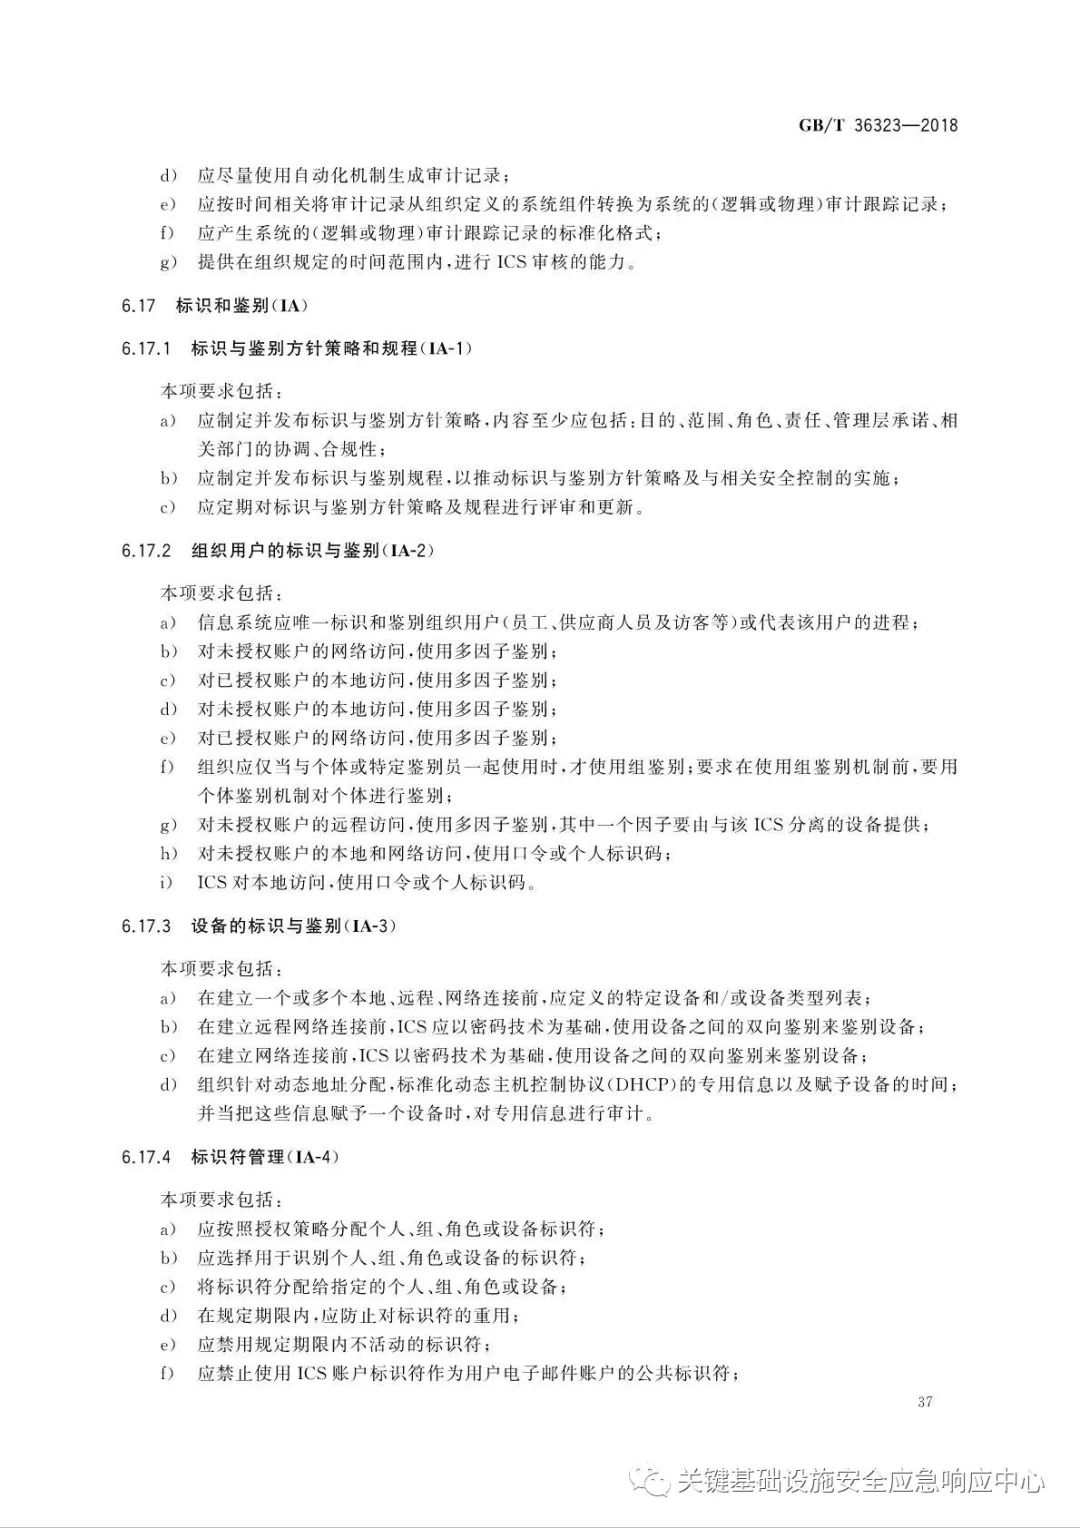 GB/T 36323—2018
d) 应尽量使用自动化机制生成审计记录;
e) 应按时间相关将审计记录从组织定义的系统组件转换为系统的(逻辑或物理)审计跟踪记录;
f) 应产生系统的(逻辑或物理)审计跟踪记录的标准化格式;
g) 提供在组织规定的时间范围内,进行 ICS 审核的能力。
6.17 标识和鉴别(IA)
6.17.1 标识与鉴别方针策略和规程(IA-1)
本项要求包括:
a) 应制定并发布标识与鉴别方针策略,内容至少应包括:目的、范围、角色、责任、管理层承诺、相
关部门的协调、合规性;
b) 应制定并发布标识与鉴别规程,以推动标识与鉴别方针策略及与相关安全控制的实施;
c) 应定期对标识与鉴别方针策略及规程进行评审和更新。
6.17.2 组织用户的标识与鉴别(IA-2)
本项要求包括:
a) 信息系统应唯一标识和鉴别组织用户(员工、供应商人员及访客等)或代表该用户的进程;
b) 对未授权账户的网络访问,使用多因子鉴别;
c) 对已授权账户的本地访问,使用多因子鉴别;
d) 对未授权账户的本地访问,使用多因子鉴别;
e) 对已授权账户的网络访问,使用多因子鉴别;
f) 组织应仅当与个体或特定鉴别员一起使用时,才使用组鉴别;要求在使用组鉴别机制前,要用
个体鉴别机制对个体进行鉴别;
g) 对未授权账户的远程访问,使用多因子鉴别,其中一个因子要由与该 ICS 分离的设备提供;
h) 对未授权账户的本地和网络访问,使用口令或个人标识码;
i) ICS 对本地访问,使用口令或个人标识码。
6.17.3 设备的标识与鉴别(IA-3)
本项要求包括:
a) 在建立一个或多个本地、远程、网络连接前,应定义的特定设备和/或设备类型列表;
b) 在建立远程网络连接前,ICS 应以密码技术为基础,使用设备之间的双向鉴别来鉴别设备;
c) 在建立网络连接前,ICS 以密码技术为基础,使用设备之间的双向鉴别来鉴别设备;
d) 组织针对动态地址分配,标准化动态主机控制协议(DHCP)的专用信息以及赋予设备的时间;
并当把这些信息赋予一个设备时,对专用信息进行审计。
6.17.4 标识符管理(IA-4)
本项要求包括:
a) 应按照授权策略分配个人、组、角色或设备标识符;
b) 应选择用于识别个人、组、角色或设备的标识符;
c) 将标识符分配给指定的个人、组、角色或设备;
d) 在规定期限内,应防止对标识符的重用;
e) 应禁用规定期限内不活动的标识符;
f) 应禁止使用 ICS 账户标识符作为用户电子邮件账户的公共标识符;
37
关键基础设施安全应急响应中心